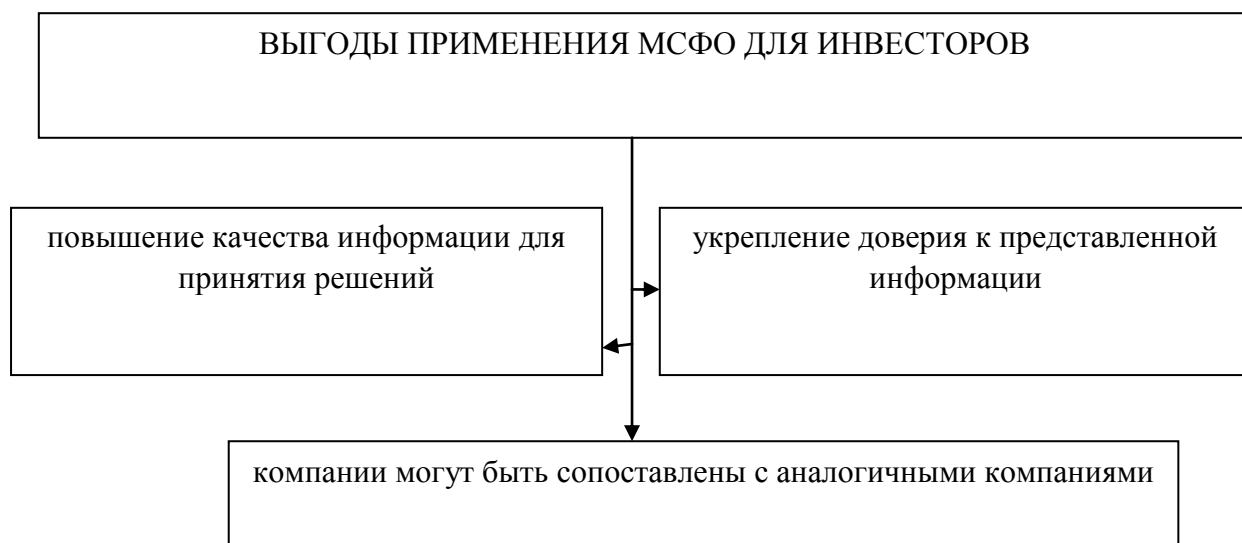 ВЫГОДЫ ПРИМЕНЕНИЯ МСФО ДЛЯ ИНВЕСТОРОВ
повышение качества информации для
принятия решений
укрепление доверия к представленной
информации
компании могут быть сопоставлены с аналогичными компаниями